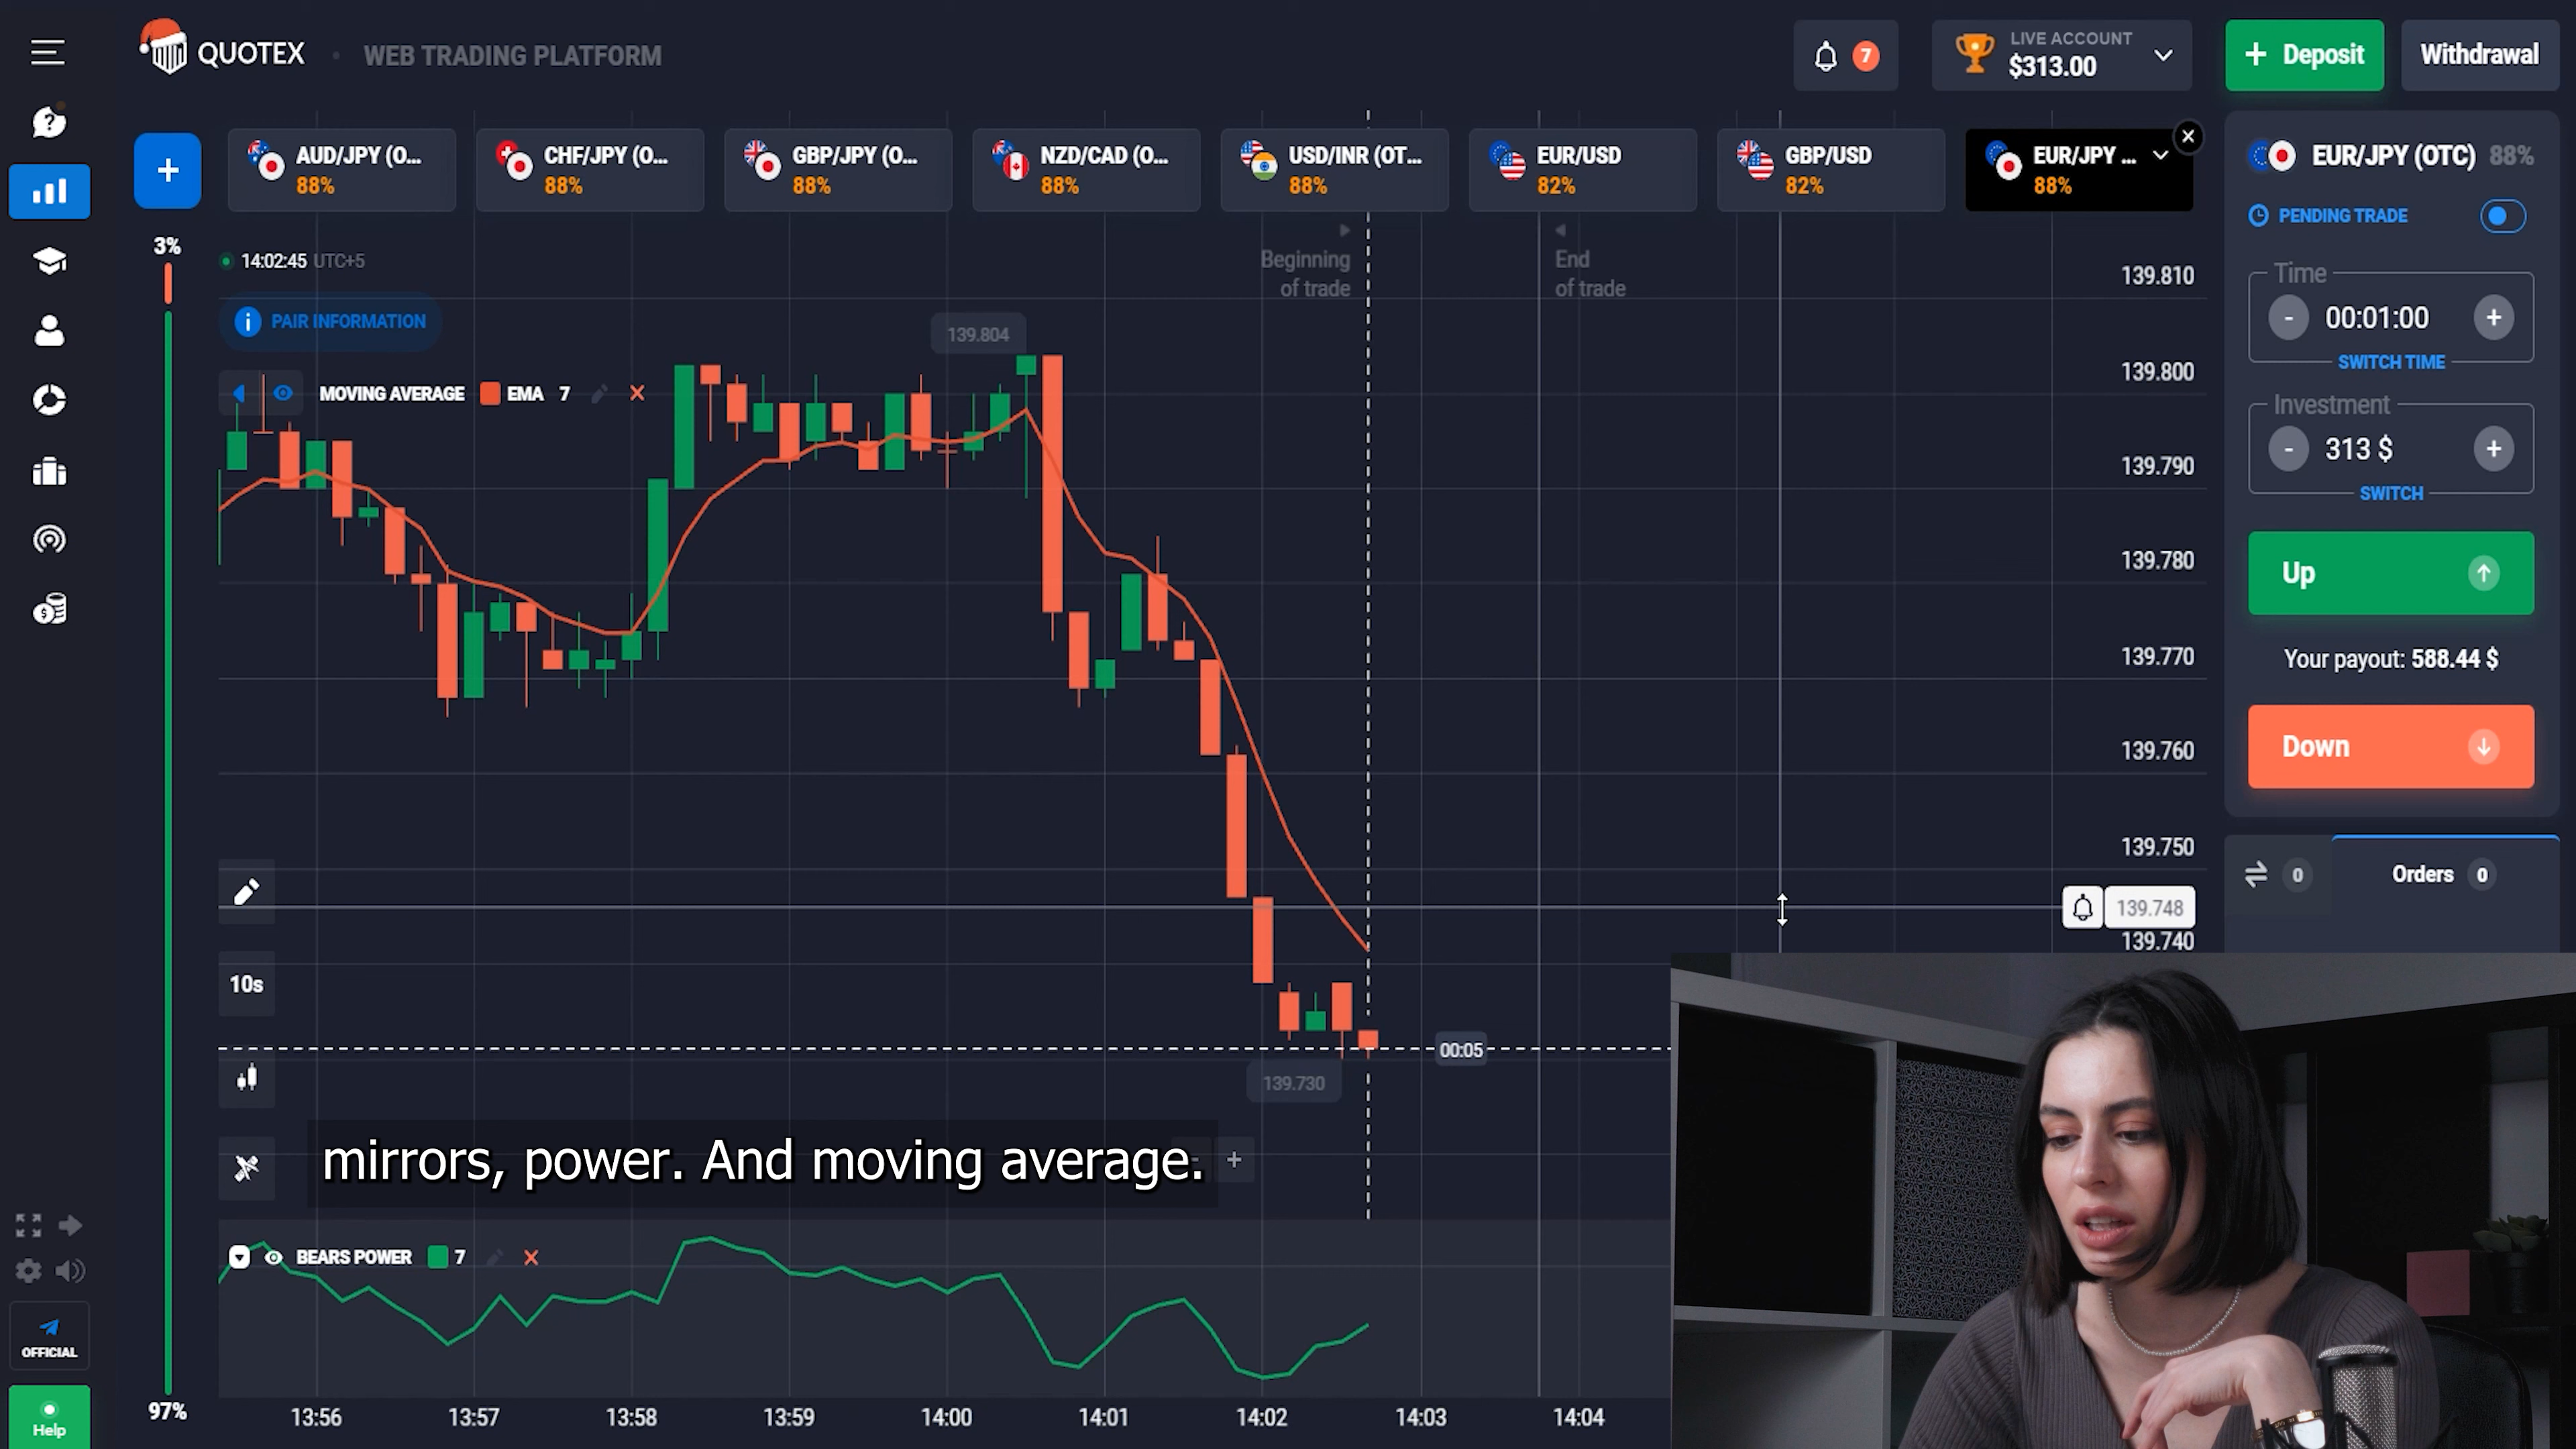 QUOTEX
WEB TRADING PLATFORM
7
LIVE ACCOUNT
$313.00
+ Deposit
Withdrawal
+
AUD/JPY (O...
88%
CHF/JPY (O...
88%
GBP/JPY (O...
88%
NZD/CAD (O...
88%
USD/INR (OT...
88%
EUR/USD
82%
GBP/USD
82%
EUR/JPY ...
88%
EUR/JPY (OTC) 88%
PENDING TRADE
Time
- 00:01:00 +
SWITCH TIME
Investment
- 313 $ +
SWITCH
Up
Your payout: 588.44 $
Down
0
Orders 0
3%
97%
14:02:45 UTC+5
PAIR INFORMATION
MOVING AVERAGE EMA 7
Beginning
of trade
End
of trade
139.804
139.810
139.800
139.790
139.780
139.770
139.760
139.750
139.748
139.740
10s
00:05
139.730
mirrors, power. And moving average.
+
BEARS POWER 7
13:56
13:57
13:58
13:59
14:00
14:01
14:02
14:03
14:04
OFFICIAL
Help